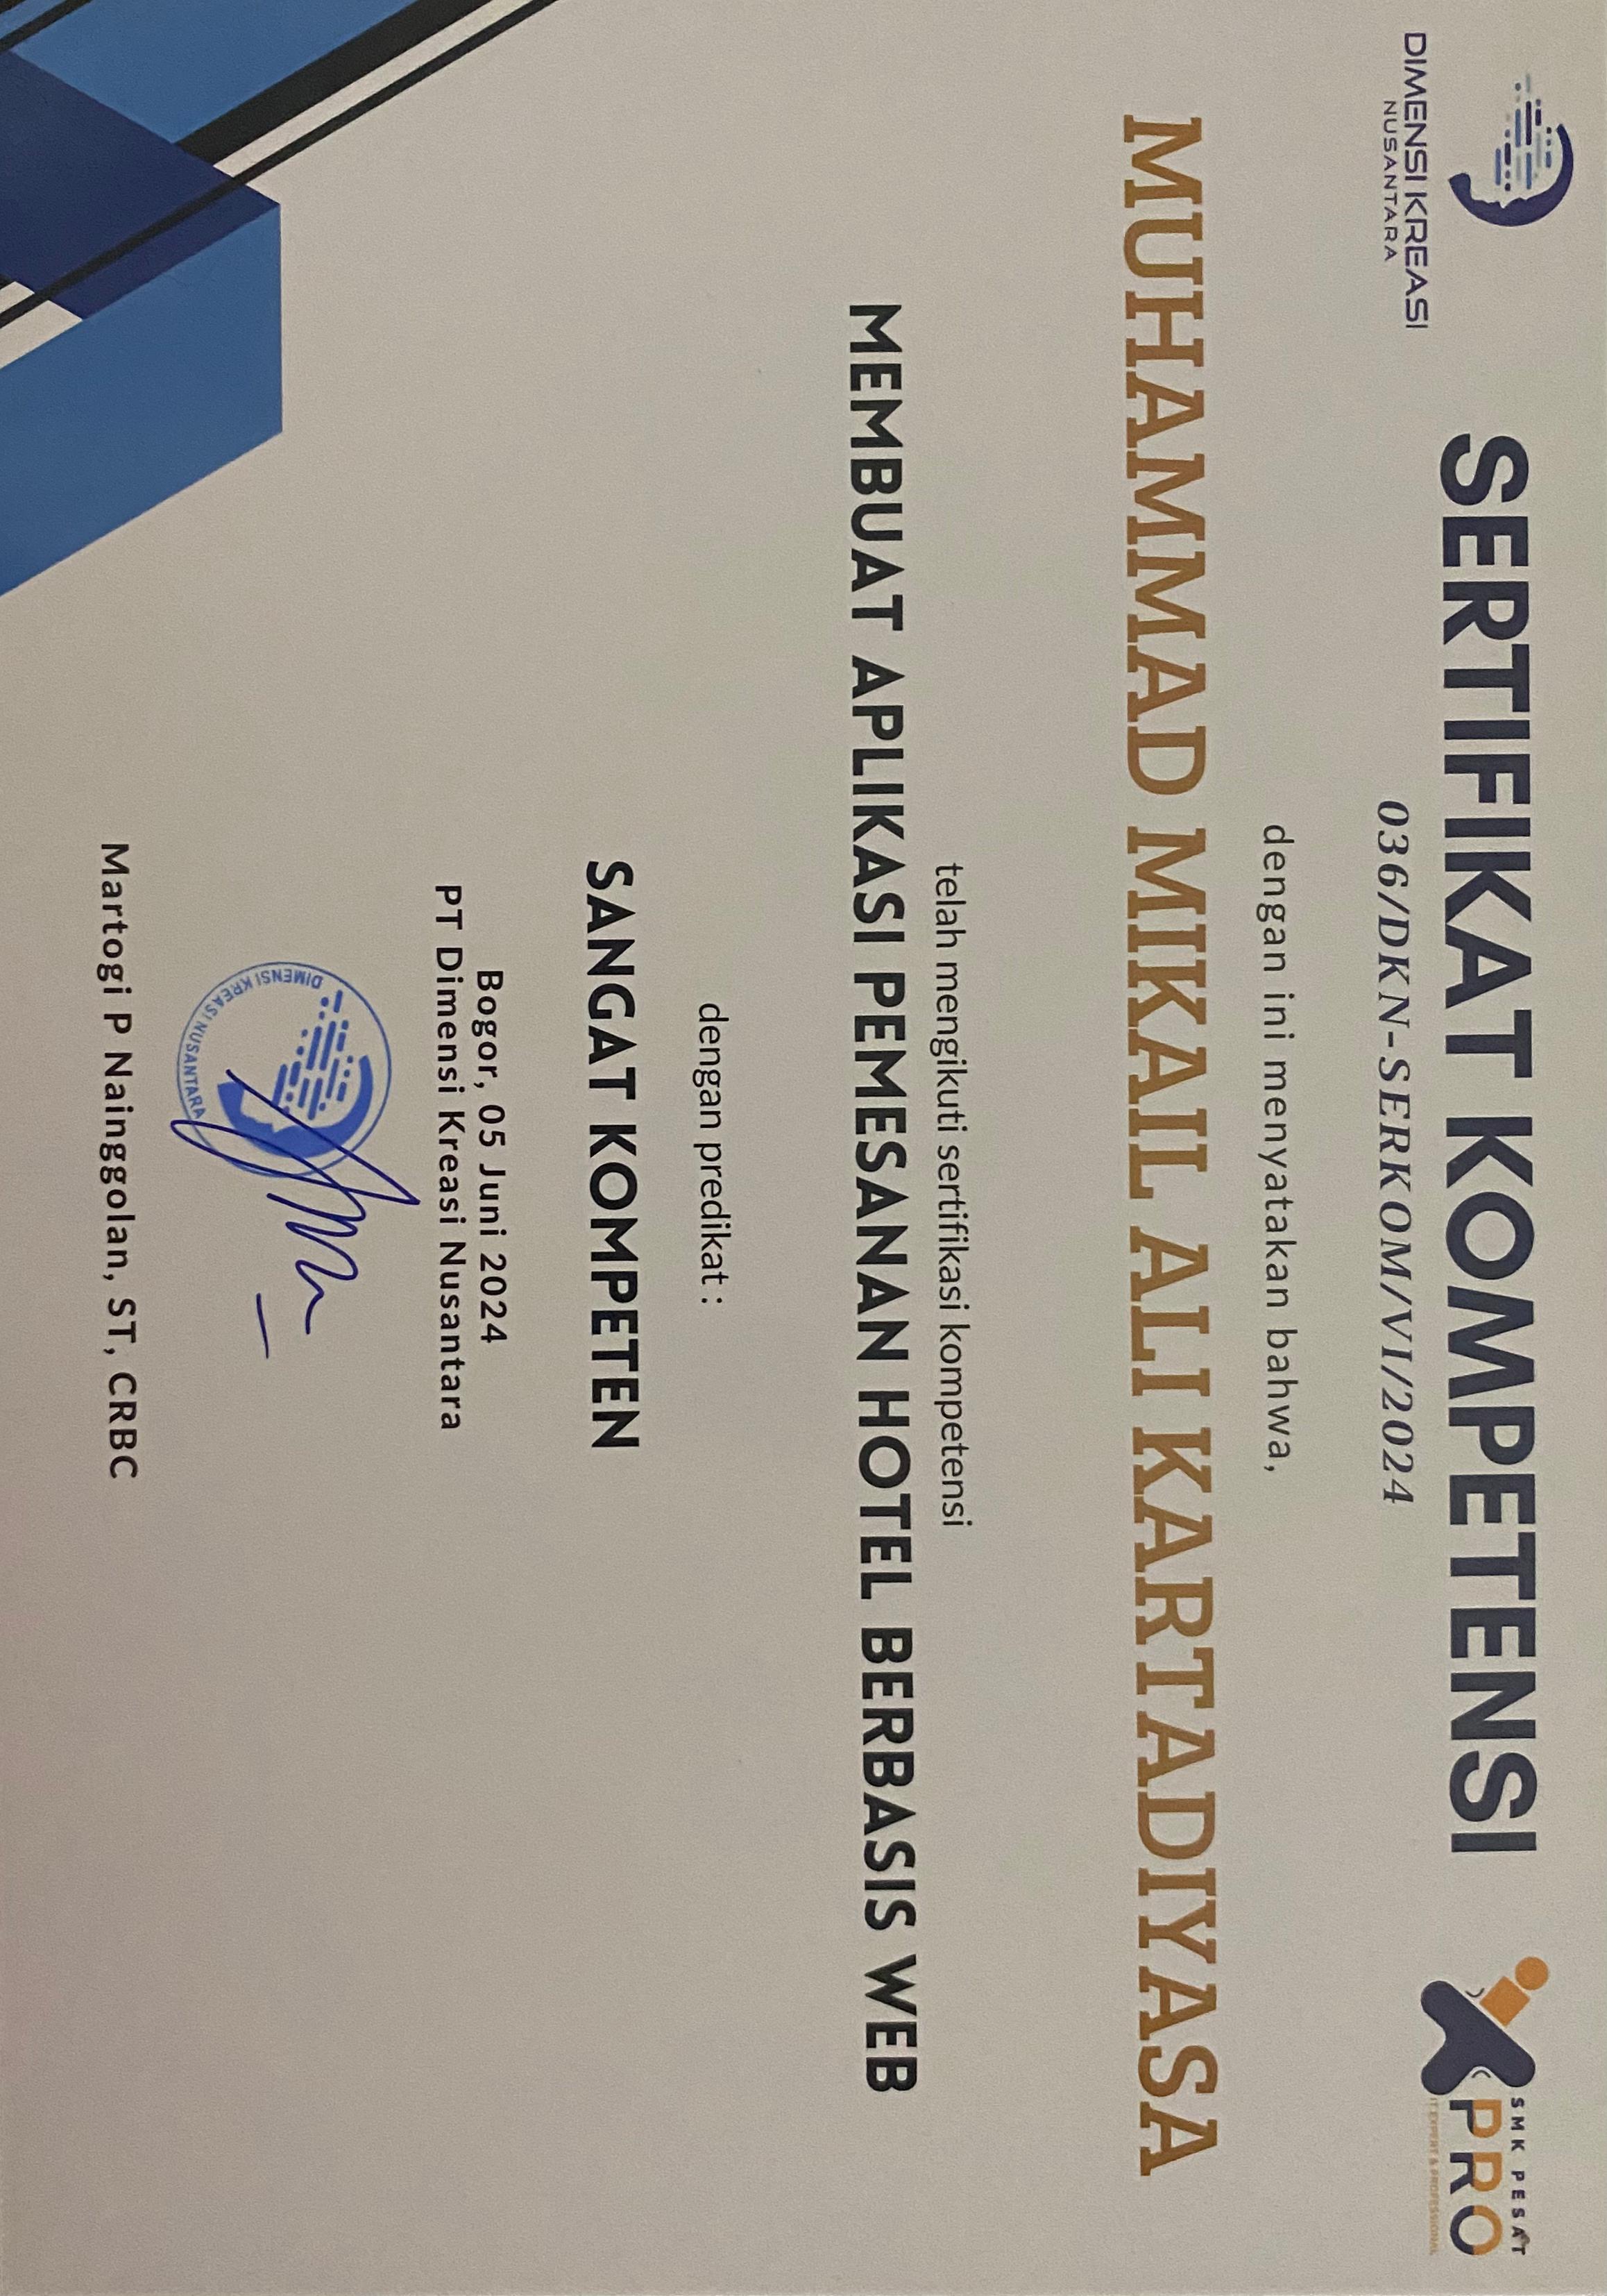 DIMENSI KREASI
NUSANTARA
SERTIFIKAT KOMPETENSI
036/DKN-SERKOM/VI/2024
SMK PESAT
XPRO
IT EXPERT & PROFESSIONAL
dengan ini menyatakan bahwa,
MUHAMMAD MIKAIL ALI KARTADIYASA
telah mengikuti sertifikasi kompetensi
MEMBUAT APLIKASI PEMESANAN HOTEL BERBASIS WEB
dengan predikat :
SANGAT KOMPETEN
Bogor, 05 Juni 2024
PT Dimensi Kreasi Nusantara
DIMENSI KREASI NUSANTARA
Martogi P Nainggolan, ST, CRBC